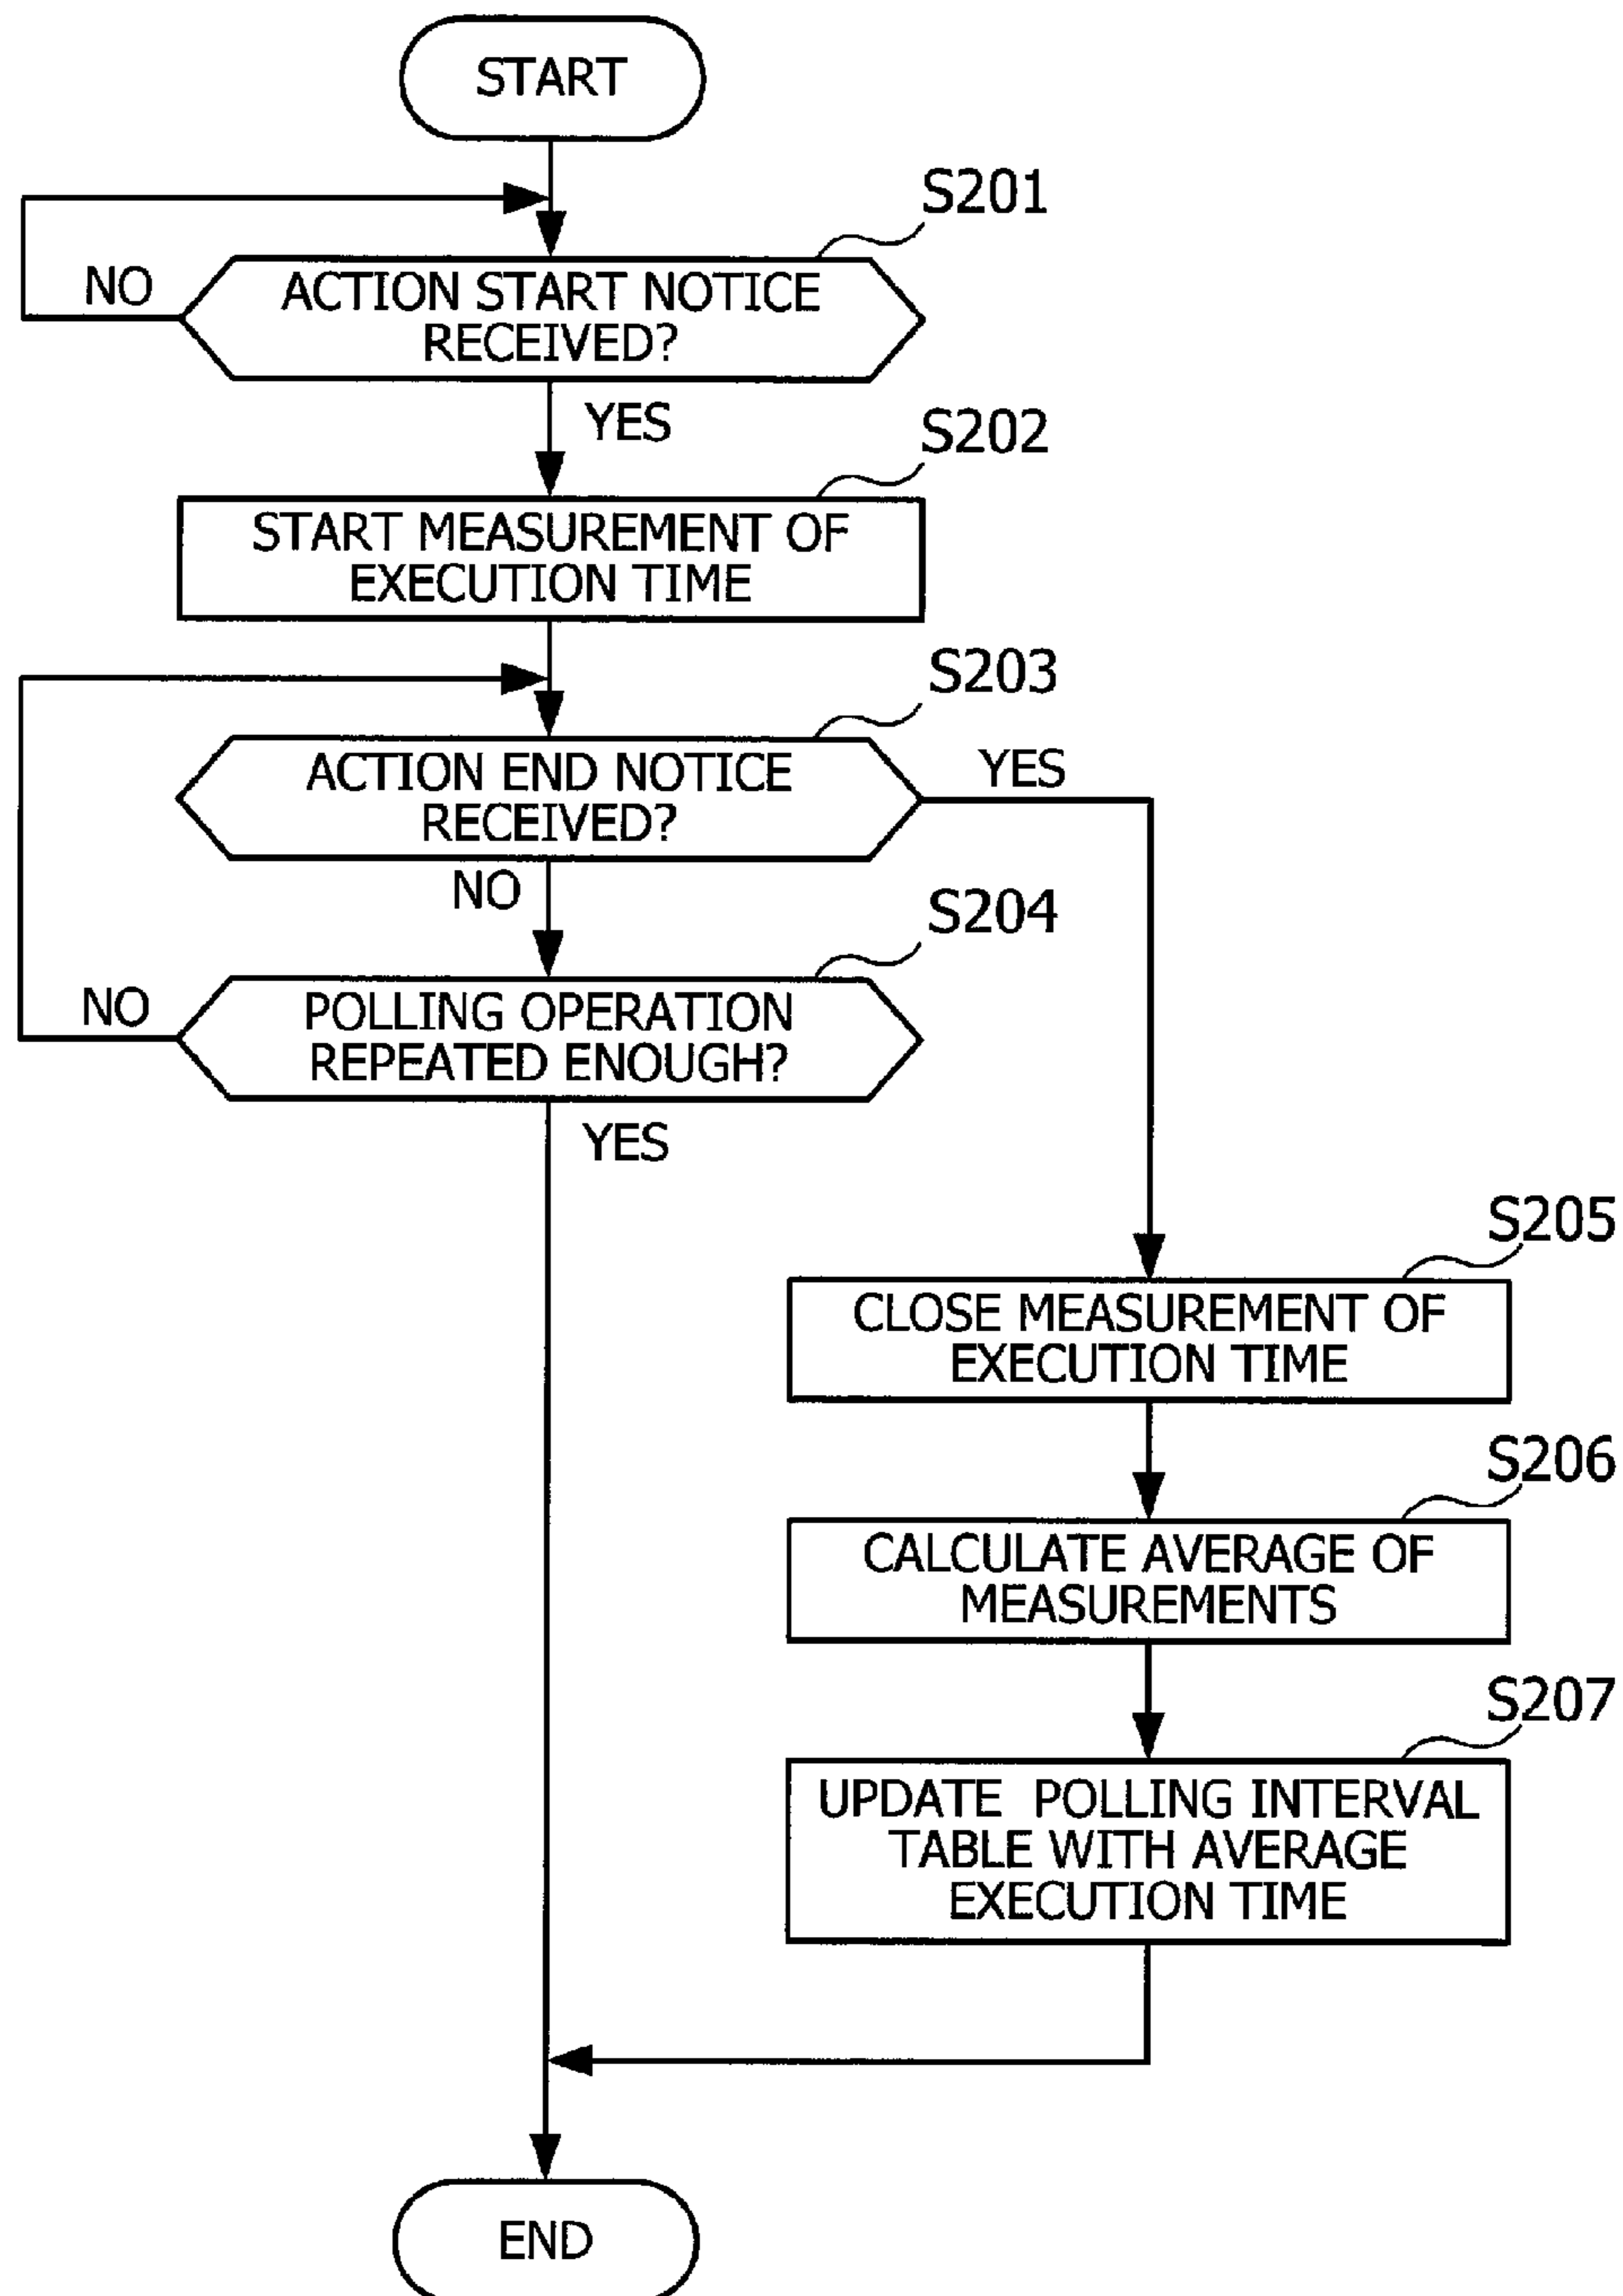 START
S201
NO
ACTION START NOTICE
RECEIVED?
YES
S202
START MEASUREMENT OF
EXECUTION TIME
S203
ACTION END NOTICE
RECEIVED?
YES
NO
S204
NO
POLLING OPERATION
REPEATED ENOUGH?
YES
S205
CLOSE MEASUREMENT OF
EXECUTION TIME
S206
CALCULATE AVERAGE OF
MEASUREMENTS
S207
UPDATE POLLING INTERVAL
TABLE WITH AVERAGE
EXECUTION TIME
END